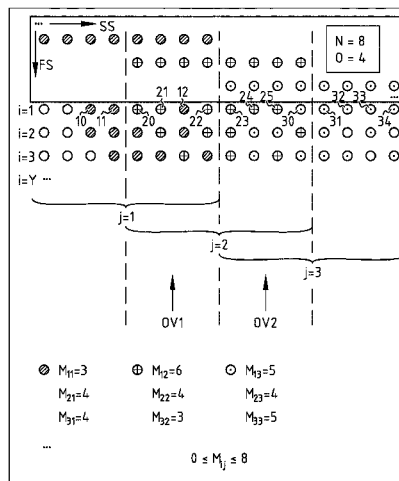 ... SS
FS
N = 8
O = 4
21 12 24 25 32 33
i=1
10 11 20 22 23 30 31 34
i=2
i=3
i=Y ...
j=1
j=2
j=3
OV1 OV2
M11=3 M12=6 M13=5
M21=4 M22=4 M23=4
M31=4 M32=3 M33=5
...
0 ≤ Mij ≤ 8